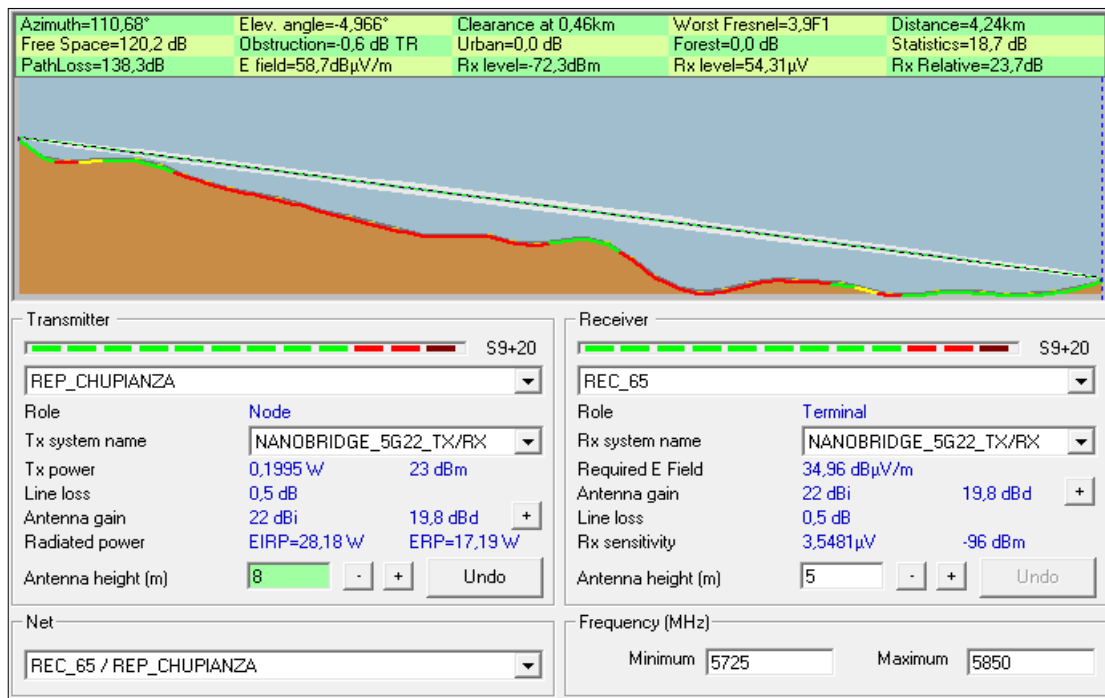 Azimuth=110,68° Elev. angle=-4,966° Clearance at 0,46km Worst Fresnel=3,9F1 Distance=4,24km
Free Space=120,2 dB Obstruction=-0,6 dB TR Urban=0,0 dB Forest=0,0 dB Statistics=18,7 dB
PathLoss=138,3dB E field=58,7dBµV/m Rx level=-72,3dBm Rx level=54,31µV Rx Relative=23,7dB
Transmitter
S9+20
REP_CHUPIANZA
Role Node
Tx system name NANOBRIDGE_5G22_TX/RX
Tx power 0,1995 W 23 dBm
Line loss 0,5 dB
Antenna gain 22 dBi 19,8 dBd +
Radiated power EIRP=28,18 W ERP=17,19 W
Antenna height (m) 8 - + Undo
Net
REC_65 / REP_CHUPIANZA
Receiver
S9+20
REC_65
Role Terminal
Rx system name NANOBRIDGE_5G22_TX/RX
Required E Field 34,96 dBµV/m
Antenna gain 22 dBi 19,8 dBd +
Line loss 0,5 dB
Rx sensitivity 3,5481µV -96 dBm
Antenna height (m) 5 - + Undo
Frequency (MHz)
Minimum 5725 Maximum 5850